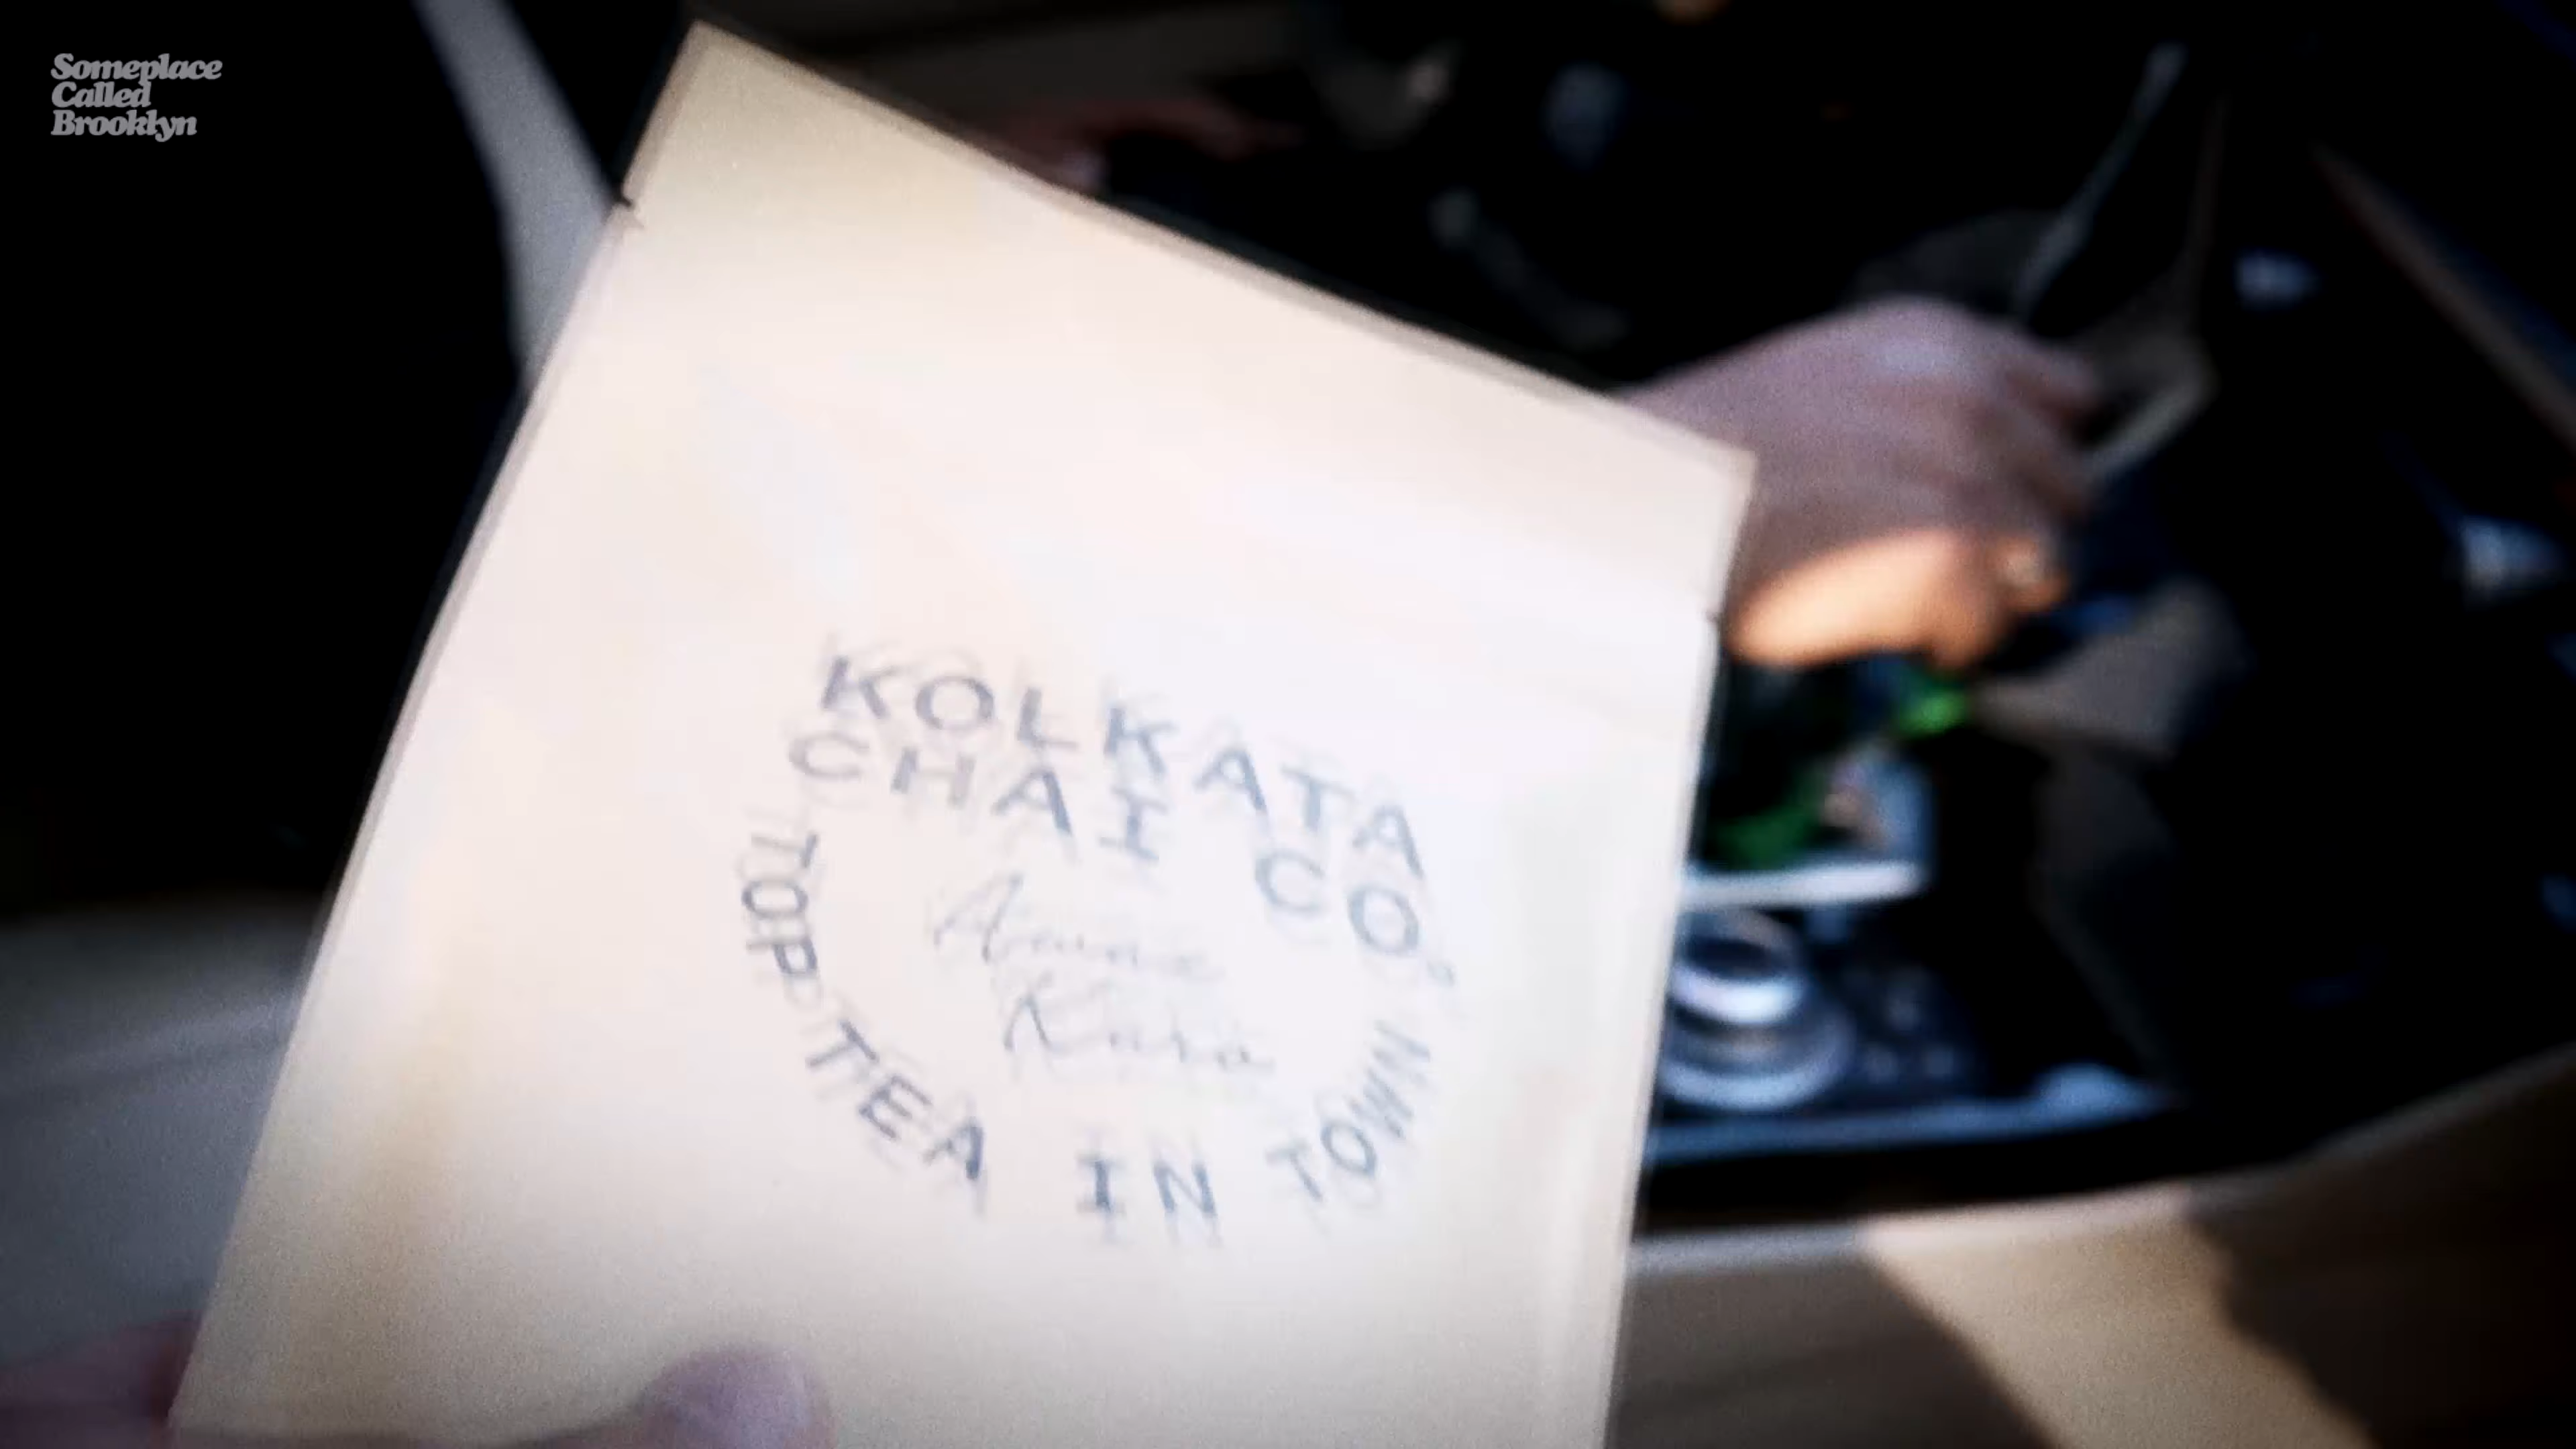 Someplace
Called
Brooklyn
KOLKATA
CHAI CO.
TOP TEA IN TOWN